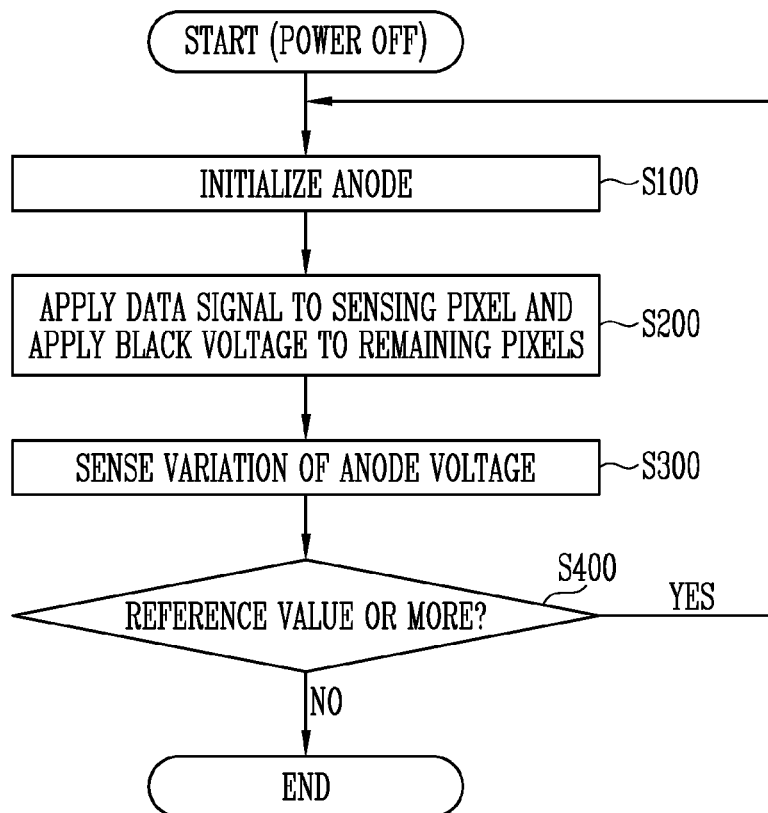 START (POWER OFF)
INITIALIZE ANODE
S100
APPLY DATA SIGNAL TO SENSING PIXEL AND
APPLY BLACK VOLTAGE TO REMAINING PIXELS
S200
SENSE VARIATION OF ANODE VOLTAGE
S300
S400
REFERENCE VALUE OR MORE?
YES
NO
END